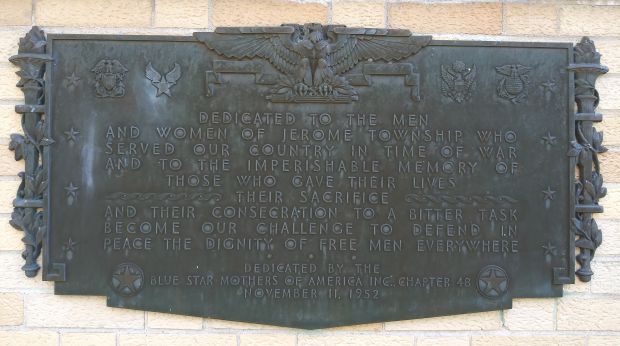 DEDICATED TO THE MEN
AND WOMEN OF JEROME TOWNSHIP WHO
SERVED OUR COUNTRY IN TIME OF WAR
AND TO THE IMPERISHABLE MEMORY OF
THOSE WHO GAVE THEIR LIVES
THEIR SACRIFICE
AND THEIR CONSECRATION TO A BITTER TASK
BECOME OUR CHALLENGE TO DEFEND IN
PEACE THE DIGNITY OF FREE MEN EVERYWHERE
DEDICATED BY THE
BLUE STAR MOTHERS OF AMERICA INC. CHAPTER 48
NOVEMBER 11, 1952